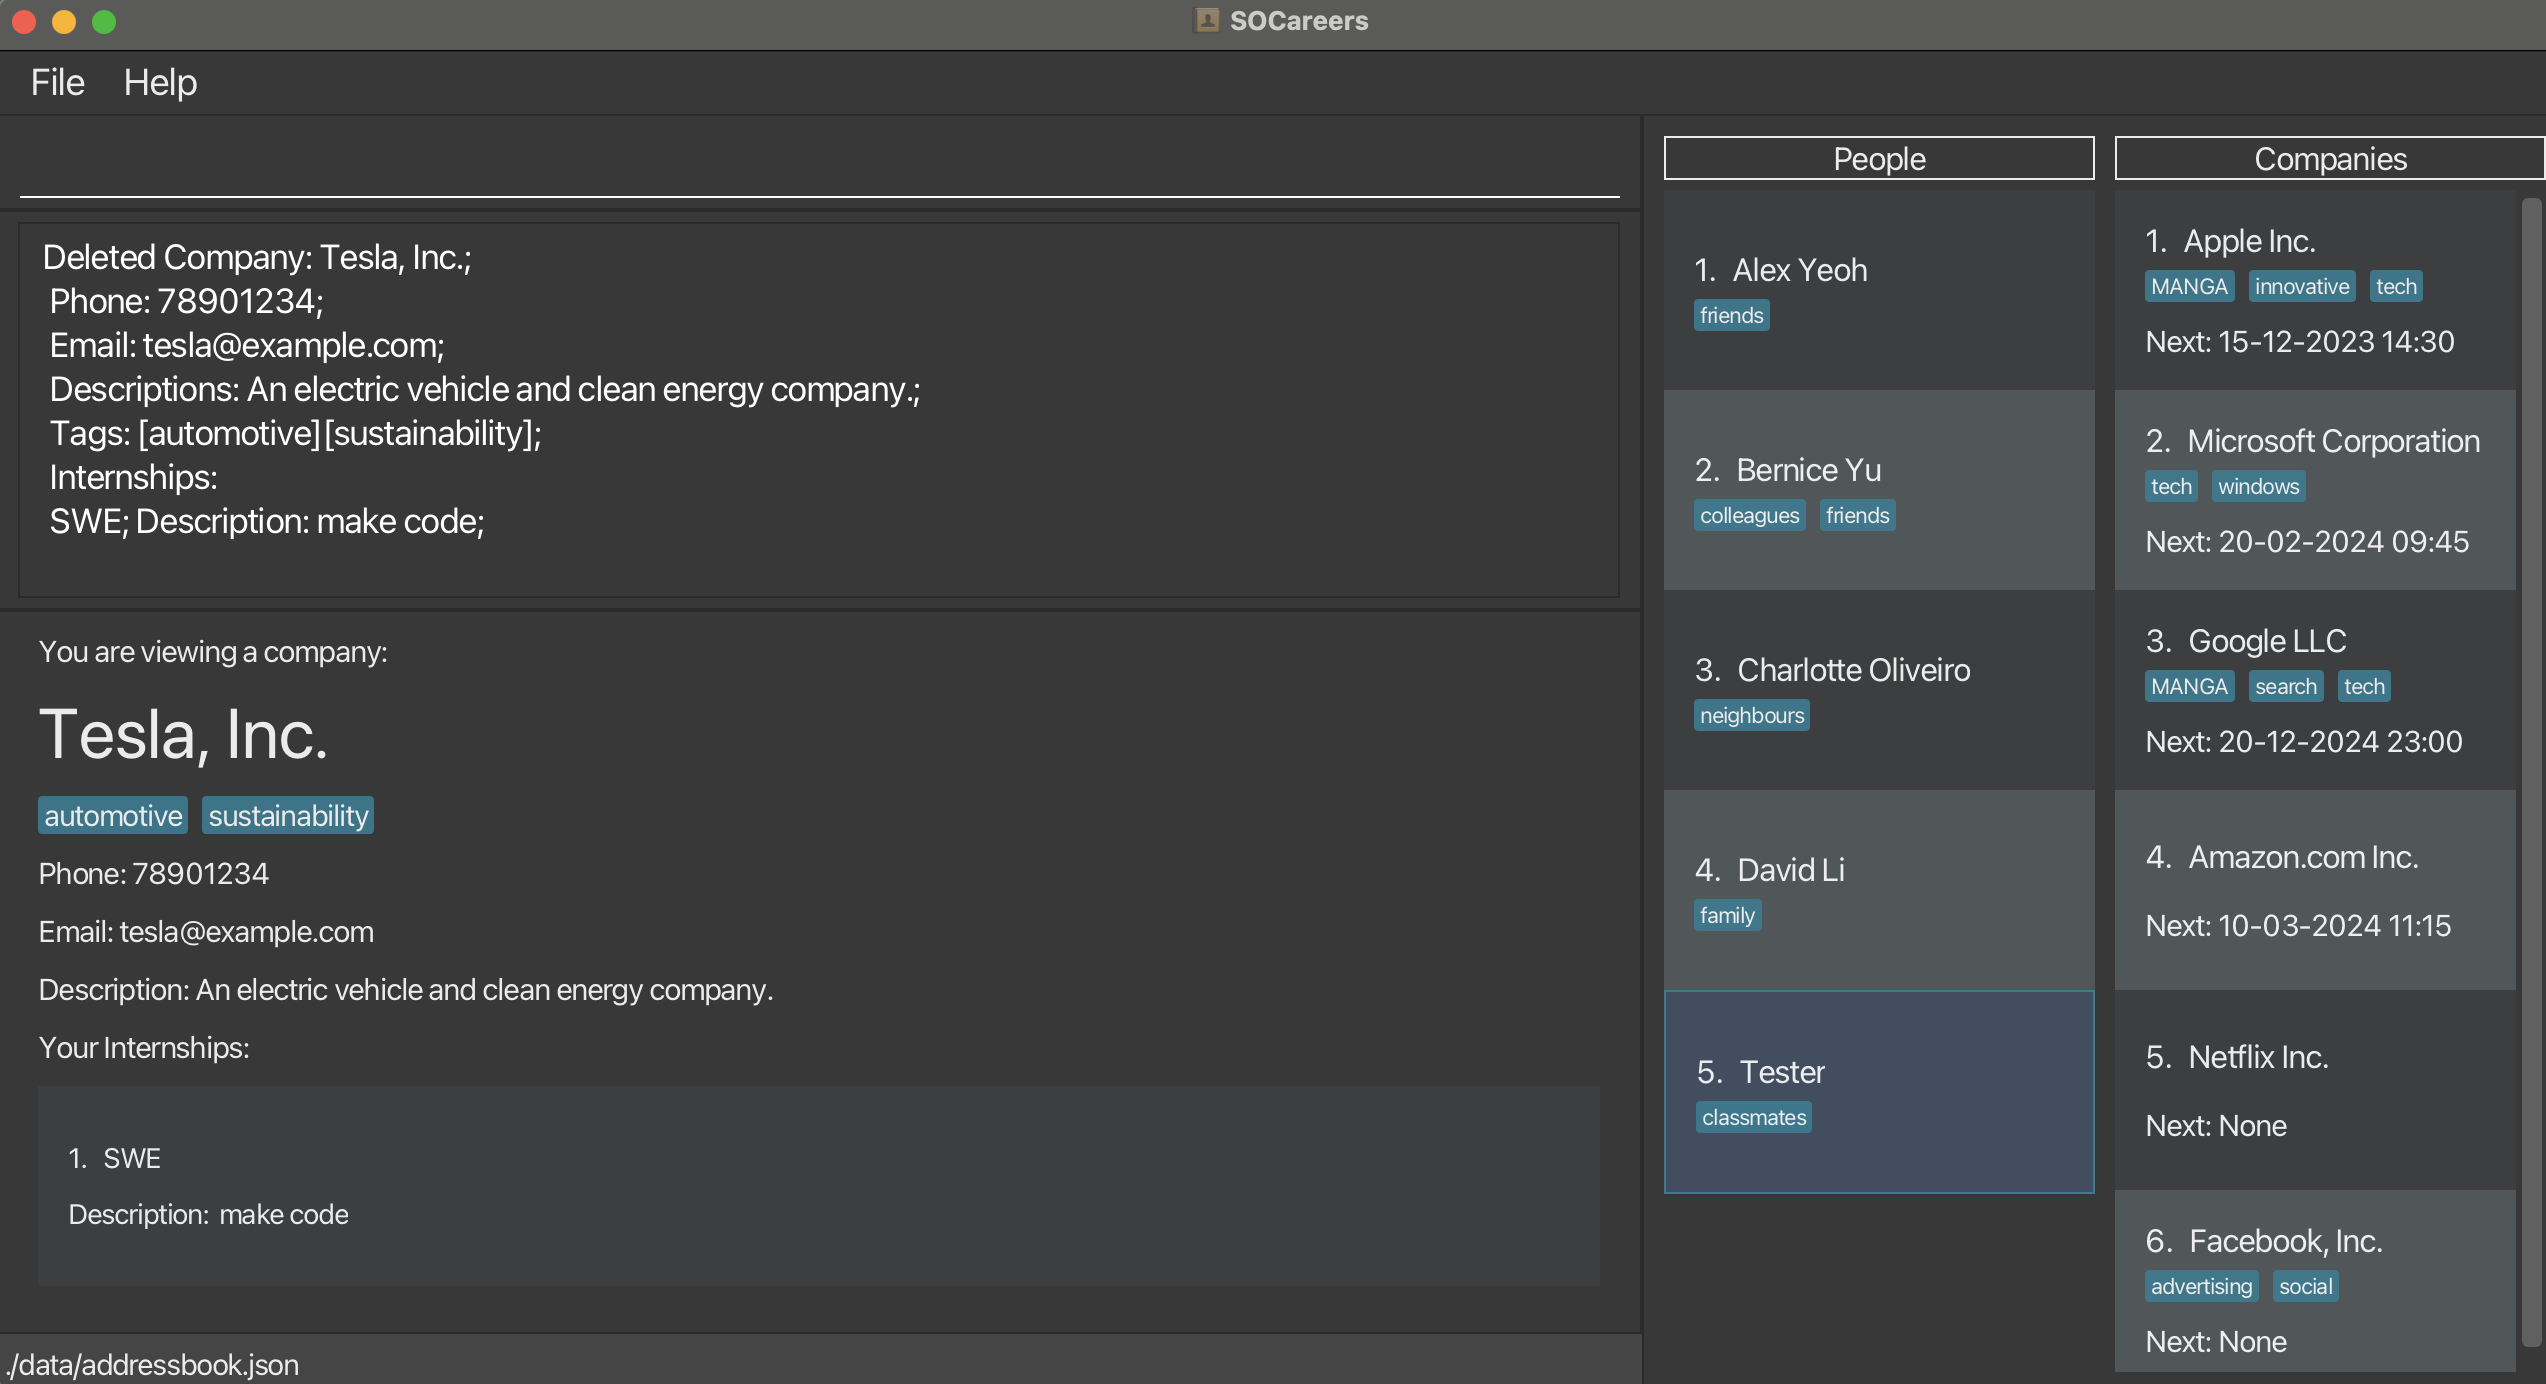 SOCareers
File Help
Deleted Company: Tesla, Inc.;
Phone: 78901234;
Email: tesla@example.com;
Descriptions: An electric vehicle and clean energy company.;
Tags: [automotive][sustainability];
Internships:
SWE; Description: make code;
You are viewing a company:
Tesla, Inc.
automotive sustainability
Phone: 78901234
Email: tesla@example.com
Description: An electric vehicle and clean energy company.
Your Internships:
1. SWE
Description: make code
./data/addressbook.json
People
1. Alex Yeoh
friends
2. Bernice Yu
colleagues friends
3. Charlotte Oliveiro
neighbours
4. David Li
family
5. Tester
classmates
Companies
1. Apple Inc.
MANGA innovative tech
Next: 15-12-2023 14:30
2. Microsoft Corporation
tech windows
Next: 20-02-2024 09:45
3. Google LLC
MANGA search tech
Next: 20-12-2024 23:00
4. Amazon.com Inc.
Next: 10-03-2024 11:15
5. Netflix Inc.
Next: None
6. Facebook, Inc.
advertising social
Next: None